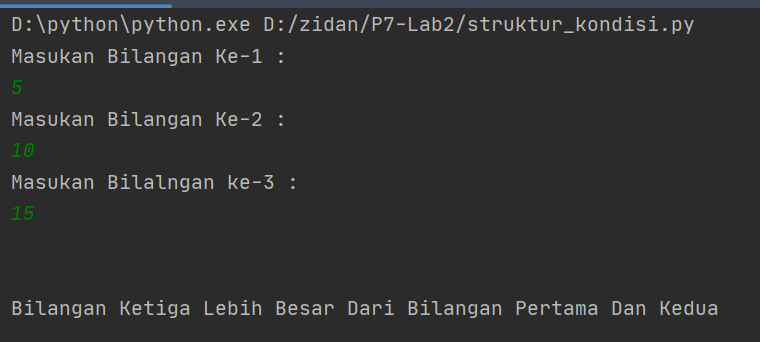 D:\python\python.exe D:/zidan/P7-Lab2/struktur_kondisi.py
Masukan Bilangan Ke-1 :
5
Masukan Bilangan Ke-2 :
10
Masukan Bilalngan ke-3 :
15
Bilangan Ketiga Lebih Besar Dari Bilangan Pertama Dan Kedua